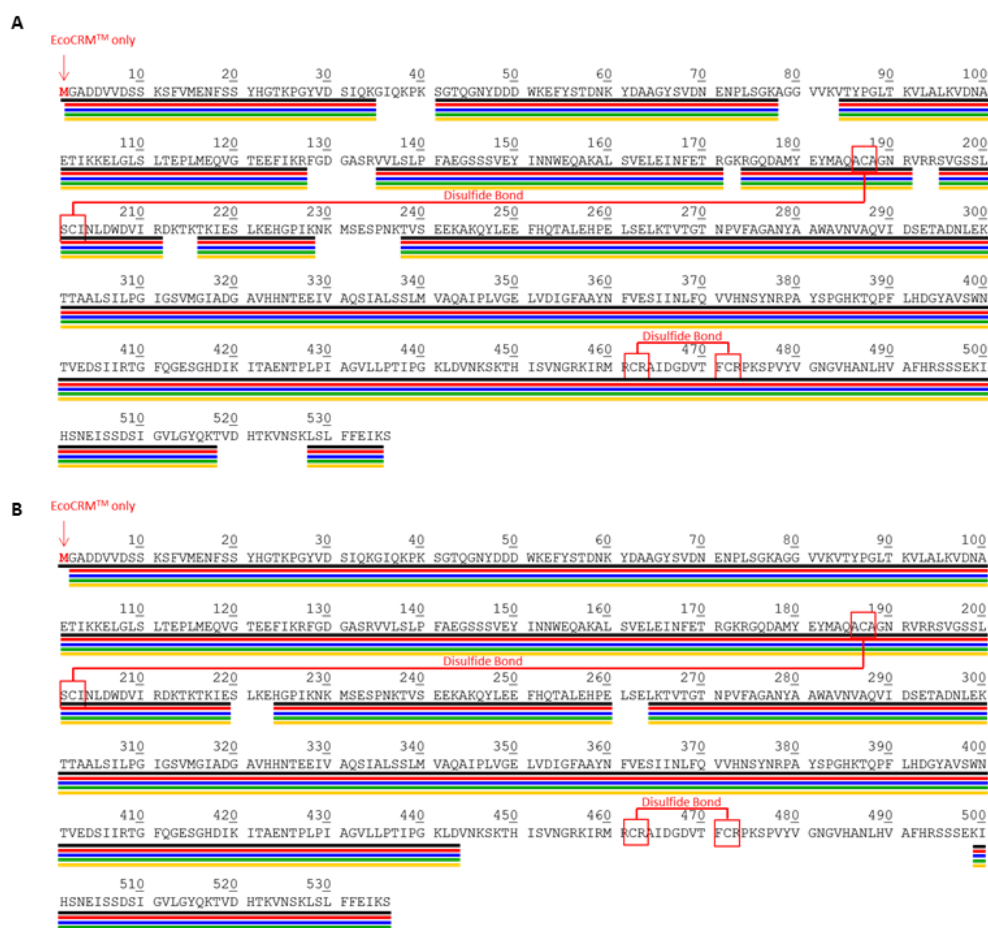 A
EcoCRM™ only
10 20 30 40 50 60 70 80 90 100
MGADDVVDSS KSFVMENFSS YHGTKPGYVD SIQKGIQKPK SGTQGNYDDD WKEFYSTDNK YDAAGYSVDN ENPLSGKAGG VVKVTYPGLT KVLALKVDNA
110 120 130 140 150 160 170 180 190 200
ETIKKELGLS LTEPLMEQVG TEEFIKRFGD GASRVVLSLP FAEGSSSVEY INNWEQAKAL SVELEINFET RGKRGQDAMY EYMAQACAGN RVRRSVGSSL
Disulfide Bond
210 220 230 240 250 260 270 280 290 300
SCINLDWDVI RDKTKTKIES LKEHGPIKNK MSESPNKTVS EEKAKQYLEE FHQTALEHPE LSELKTVTGT NPVFAGANYA AWAVNVAQVI DSETADNLEK
310 320 330 340 350 360 370 380 390 400
TTAALSILPG IGSVMGIADG AVHHNTEEIV AQSIALSSLM VAQAIPLVGE LVDIGFAAYN FVESIINLFQ VVHNSYNRPA YSPGHKTQPF LHDGYAVSWN
Disulfide Bond
410 420 430 440 450 460 470 480 490 500
TVEDSIIRTG FQGESGHDIK ITAENTPLPI AGVLLPTIPG KLDVNKSKTH ISVNGRKIRM RCRAIDGDVT FCRPKSPVYV GNGVHANLHV AFHRSSSEKI
510 520 530
HSNEISSDSI GVLGYQKTVD HTKVNSKLSL FFEIKS
B
EcoCRM™ only
10 20 30 40 50 60 70 80 90 100
MGADDVVDSS KSFVMENFSS YHGTKPGYVD SIQKGIQKPK SGTQGNYDDD WKEFYSTDNK YDAAGYSVDN ENPLSGKAGG VVKVTYPGLT KVLALKVDNA
110 120 130 140 150 160 170 180 190 200
ETIKKELGLS LTEPLMEQVG TEEFIKRFGD GASRVVLSLP FAEGSSSVEY INNWEQAKAL SVELEINFET RGKRGQDAMY EYMAQACAGN RVRRSVGSSL
Disulfide Bond
210 220 230 240 250 260 270 280 290 300
SCINLDWDVI RDKTKTKIES LKEHGPIKNK MSESPNKTVS EEKAKQYLEE FHQTALEHPE LSELKTVTGT NPVFAGANYA AWAVNVAQVI DSETADNLEK
310 320 330 340 350 360 370 380 390 400
TTAALSILPG IGSVMGIADG AVHHNTEEIV AQSIALSSLM VAQAIPLVGE LVDIGFAAYN FVESIINLFQ VVHNSYNRPA YSPGHKTQPF LHDGYAVSWN
Disulfide Bond
410 420 430 440 450 460 470 480 490 500
TVEDSIIRTG FQGESGHDIK ITAENTPLPI AGVLLPTIPG KLDVNKSKTH ISVNGRKIRM RCRAIDGDVT FCRPKSPVYV GNGVHANLHV AFHRSSSEKI
510 520 530
HSNEISSDSI GVLGYQKTVD HTKVNSKLSL FFEIKS